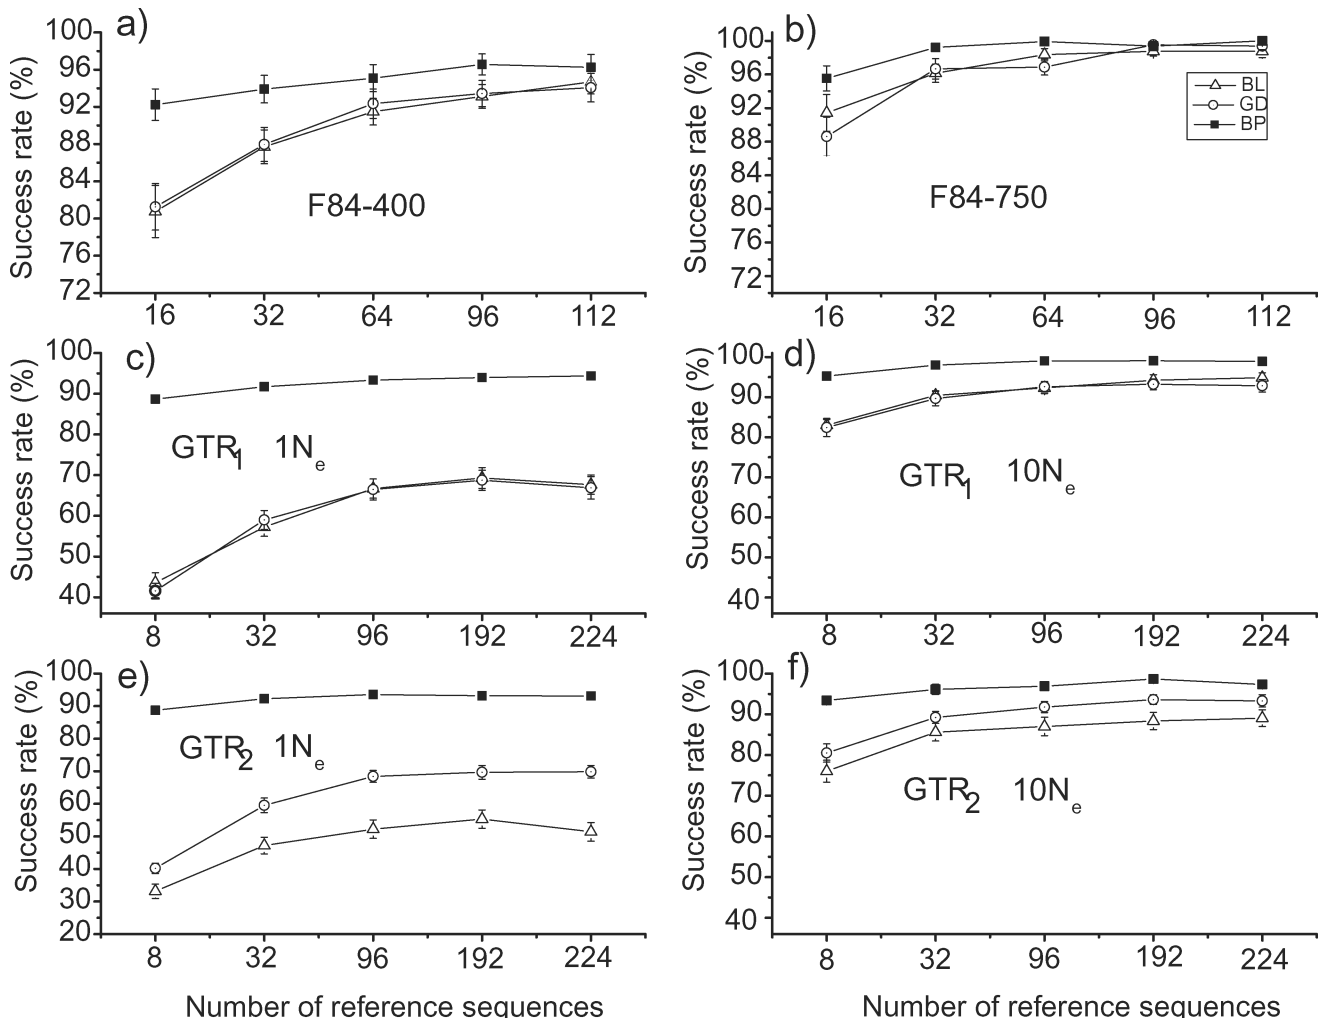 a)
Success rate (%)
100
96
92
88
84
80
76
72
F84-400
16 32 64 96 112
b)
Success rate (%)
100
96
92
88
84
80
76
72
BL
GD
BP
F84-750
16 32 64 96 112
c)
Success rate (%)
100
90
80
70
60
50
40
GTR1 1Ne
8 32 96 192 224
d)
Success rate (%)
100
90
80
70
60
50
40
GTR1 10Ne
8 32 96 192 224
e)
Success rate (%)
100
90
80
70
60
50
40
30
20
GTR2 1Ne
8 32 96 192 224
Number of reference sequences
f)
Success rate (%)
100
90
80
70
60
50
40
GTR2 10Ne
8 32 96 192 224
Number of reference sequences